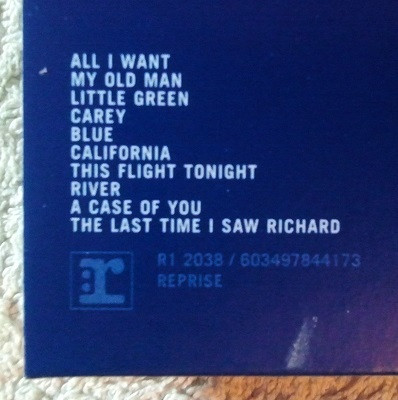 ALL I WANT
MY OLD MAN
LITTLE GREEN
CAREY
BLUE
CALIFORNIA
THIS FLIGHT TONIGHT
RIVER
A CASE OF YOU
THE LAST TIME I SAW RICHARD
:r
R1 2038 / 603497844173
REPRISE